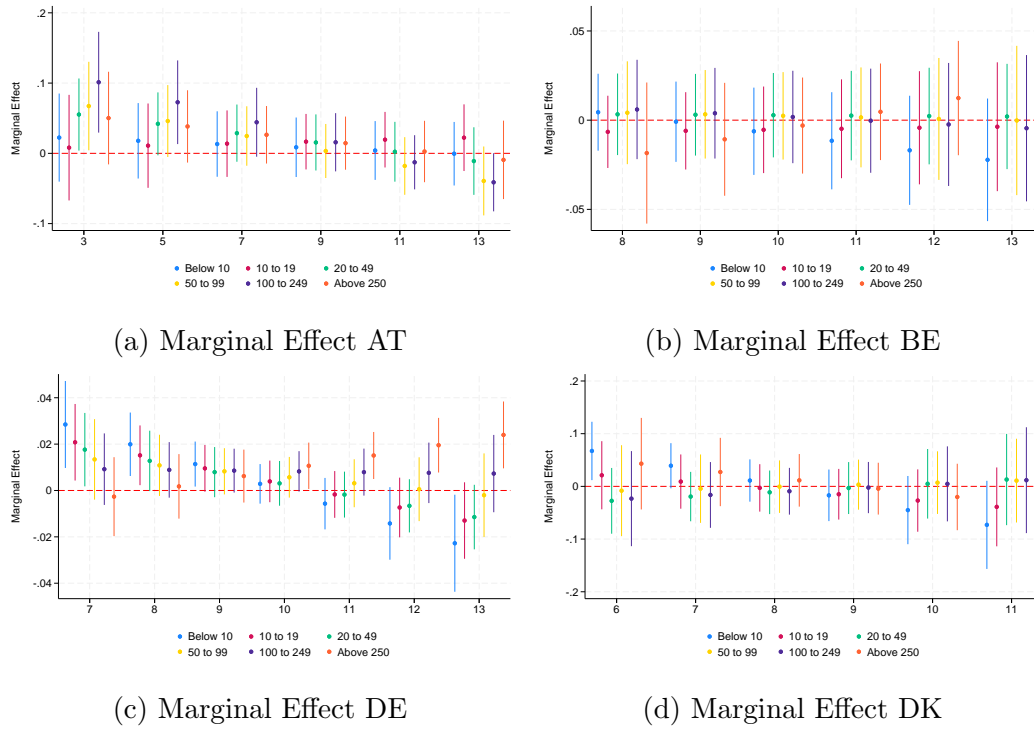 .2
.1
0
-.1
Marginal Effect
3 5 7 9 11 13
Below 10 10 to 19 20 to 49
50 to 99 100 to 249 Above 250
(a) Marginal Effect AT
.05
0
-.05
Marginal Effect
8 9 10 11 12 13
Below 10 10 to 19 20 to 49
50 to 99 100 to 249 Above 250
(b) Marginal Effect BE
.04
.02
0
-.02
-.04
Marginal Effect
7 8 9 10 11 12 13
Below 10 10 to 19 20 to 49
50 to 99 100 to 249 Above 250
(c) Marginal Effect DE
.2
.1
0
-.1
-.2
Marginal Effect
6 7 8 9 10 11
Below 10 10 to 19 20 to 49
50 to 99 100 to 249 Above 250
(d) Marginal Effect DK